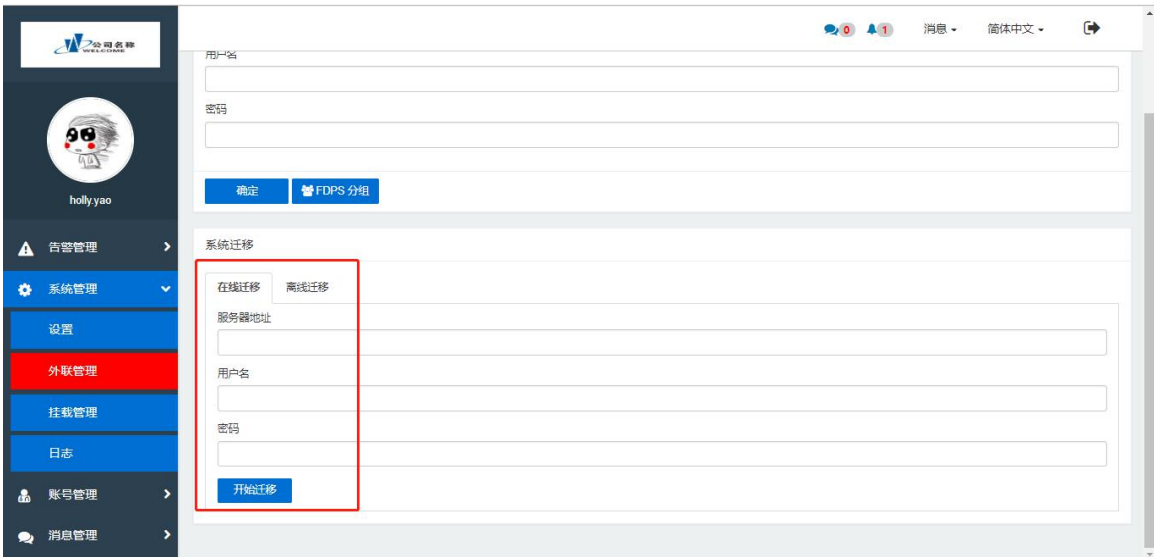 公司名称
WELCOME
0
1
消息
简体中文
holly.yao
告警管理
系统管理
设置
外联管理
挂载管理
日志
账号管理
消息管理
用户名
密码
确定
FDPS 分组
系统迁移
在线迁移
离线迁移
服务器地址
用户名
密码
开始迁移